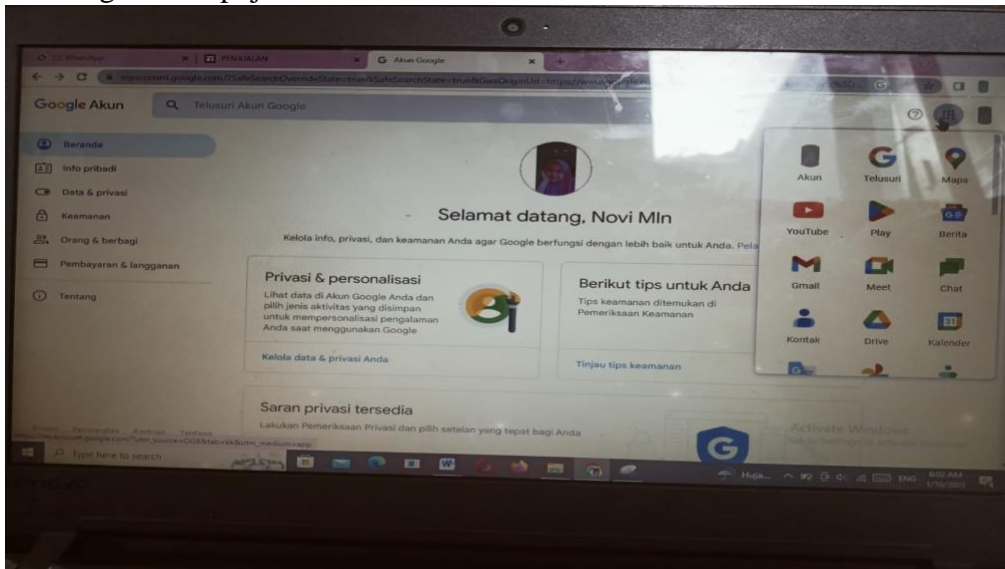 WhatsApp
PENJUALAN
Akun Google
Google Akun
Telusuri Akun Google
Beranda
Info pribadi
Data & privasi
Keamanan
Orang & berbagi
Pembayaran & langganan
Tentang
Selamat datang, Novi Mln
Kelola info, privasi, dan keamanan Anda agar Google berfungsi dengan lebih baik untuk Anda.
Privasi & personalisasi
Lihat data di Akun Google Anda dan
pilih jenis aktivitas yang disimpan
untuk mempersonalisasi pengalaman
Anda saat menggunakan Google
Kelola data & privasi Anda
Berikut tips untuk Anda
Tips keamanan ditemukan di
Pemeriksaan Keamanan
Tinjau tips keamanan
Saran privasi tersedia
Lakukan Pemeriksaan Privasi dan pilih setelan yang tepat bagi Anda
Akun
Telusuri
Maps
YouTube
Play
Berita
Gmail
Meet
Chat
Kontak
Drive
Kalender
Activate Windows
Type here to search
Huja...
ENG
6:02 AM